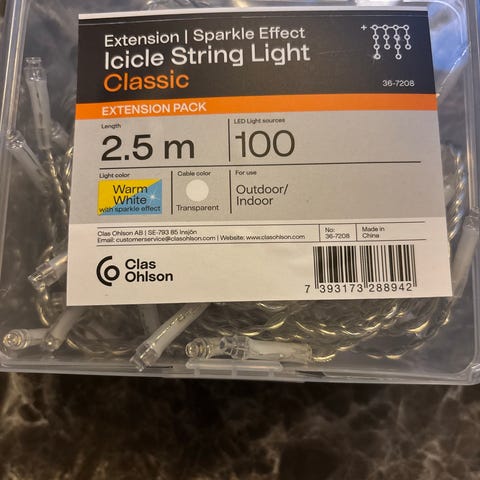 Extension | Sparkle Effect
Icicle String Light
Classic
36-7208
EXTENSION PACK
Length
2.5 m
LED Light sources
100
Light color
Warm
White
with sparkle effect
Cable color
Transparent
For use
Outdoor/
Indoor
Clas Ohlson AB | SE-793 85 Insjön
Email: customerservice@clasohlson.com | Website: www.clasohlson.com
No:
36-7208
Made in
China
Clas
Ohlson
7 393173 288942